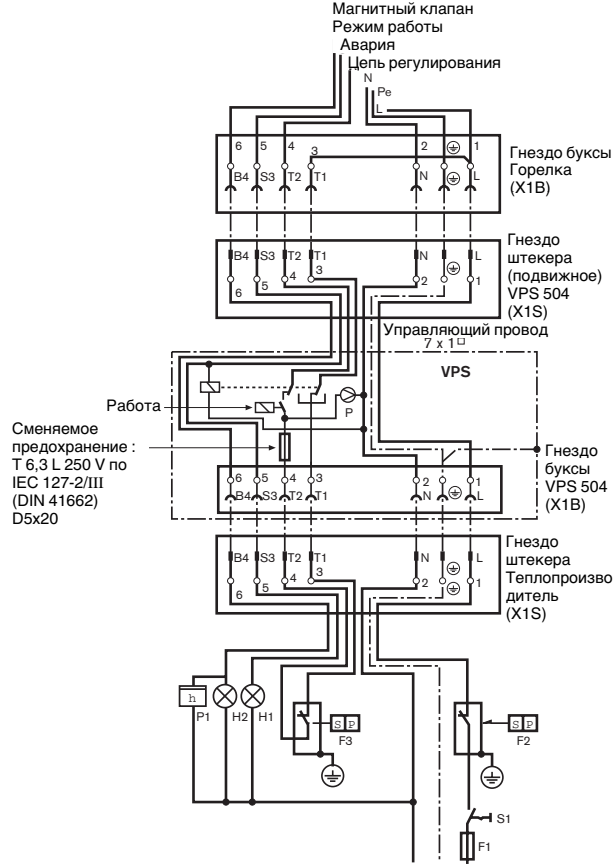 Магнитный клапан
Режим работы
Авария
Цепь регулирования
N
Pe
L
6 5 4 3 2 1
B4 S3 T2 T1 N L
Гнездо буксы
Горелка
(X1B)
B4 S3 T2 T1 N L
6 5 4 3 2 1
Гнездо
штекера
(подвижное)
VPS 504
(X1S)
Управляющий провод
7 x 1
VPS
Работа
P
Сменяемое
предохранение :
T 6,3 L 250 V по
IEC 127-2/III
(DIN 41662)
D5x20
6 5 4 3 2 1
B4 S3 T2 T1 N L
Гнездо
буксы
VPS 504
(X1B)
B4 S3 T2 T1 N L
6 5 4 3 2 1
Гнездо
штекера
Теплопроизво
дитель
(X1S)
h
P1 H2 H1
S P
F3
S P
F2
S1
F1